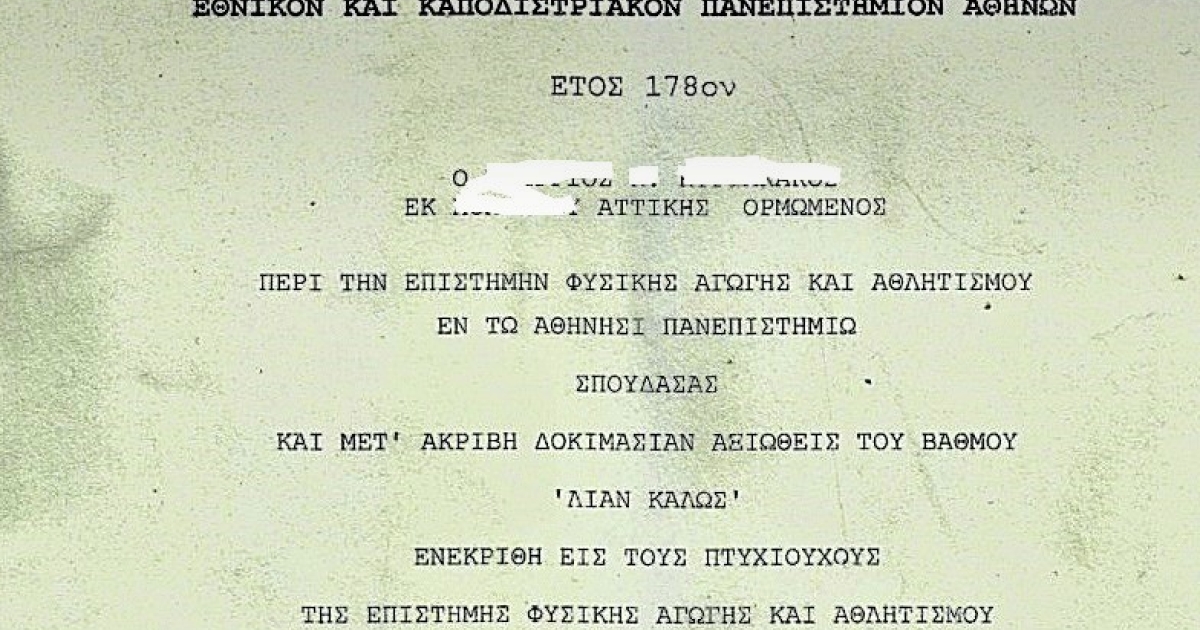 ΕΘΝΙΚΟΝ ΚΑΙ ΚΑΠΟΔΙΣΤΡΙΑΚΟΝ ΠΑΝΕΠΙΣΤΗΜΙΟΝ ΑΘΗΝΩΝ
ΕΤΟΣ 178ον
Ο
ΕΚ ΑΤΤΙΚΗΣ ΟΡΜΩΜΕΝΟΣ
ΠΕΡΙ ΤΗΝ ΕΠΙΣΤΗΜΗΝ ΦΥΣΙΚΗΣ ΑΓΩΓΗΣ ΚΑΙ ΑΘΛΗΤΙΣΜΟΥ
ΕΝ ΤΩ ΑΘΗΝΗΣΙ ΠΑΝΕΠΙΣΤΗΜΙΩ
ΣΠΟΥΔΑΣΑΣ
ΚΑΙ ΜΕΤ' ΑΚΡΙΒΗ ΔΟΚΙΜΑΣΙΑΝ ΑΞΙΩΘΕΙΣ ΤΟΥ ΒΑΘΜΟΥ
'ΛΙΑΝ ΚΑΛΩΣ'
ΕΝΕΚΡΙΘΗ ΕΙΣ ΤΟΥΣ ΠΤΥΧΙΟΥΧΟΥΣ
ΤΗΣ ΕΠΙΣΤΗΜΗΣ ΦΥΣΙΚΗΣ ΑΓΩΓΗΣ ΚΑΙ ΑΘΛΗΤΙΣΜΟΥ